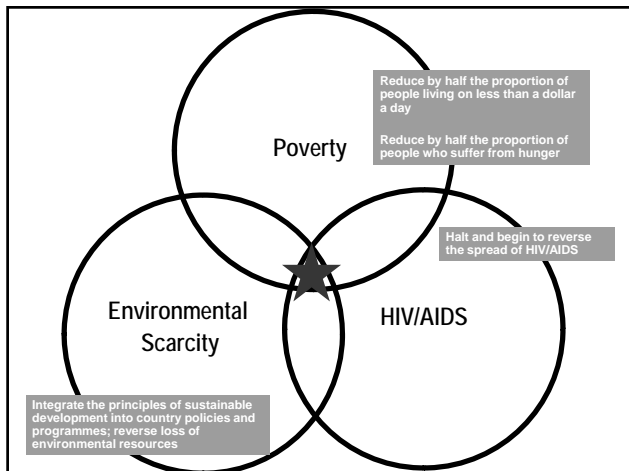 Reduce by half the proportion of
people living on less than a dollar
a day
Reduce by half the proportion of
people who suffer from hunger
Poverty
Halt and begin to reverse
the spread of HIV/AIDS
Environmental
Scarcity
HIV/AIDS
Integrate the principles of sustainable
development into country policies and
programmes; reverse loss of
environmental resources